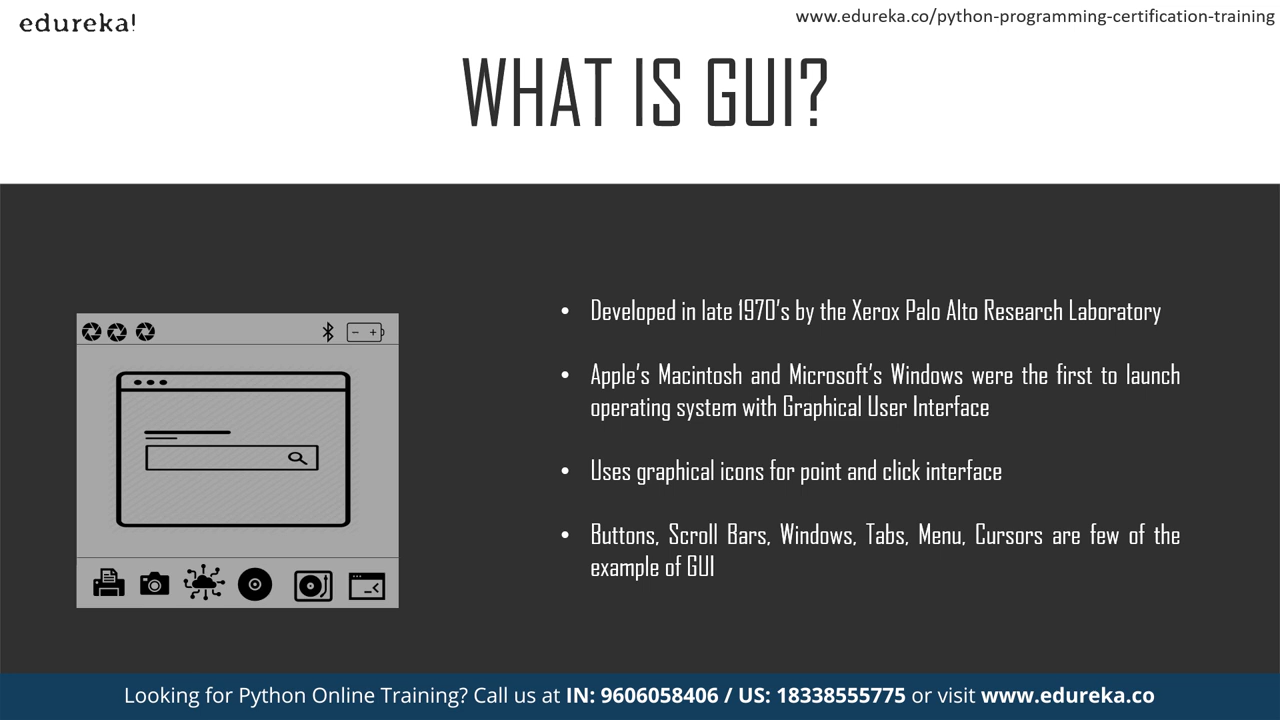 edureka!
www.edureka.co/python-programming-certification-training
WHAT IS GUI?
• Developed in late 1970's by the Xerox Palo Alto Research Laboratory
• Apple's Macintosh and Microsoft's Windows were the first to launch
operating system with Graphical User Interface
• Uses graphical icons for point and click interface
• Buttons, Scroll Bars, Windows, Tabs, Menu, Cursors are few of the
example of GUI
Looking for Python Online Training? Call us at IN: 9606058406 / US: 18338555775 or visit www.edureka.co